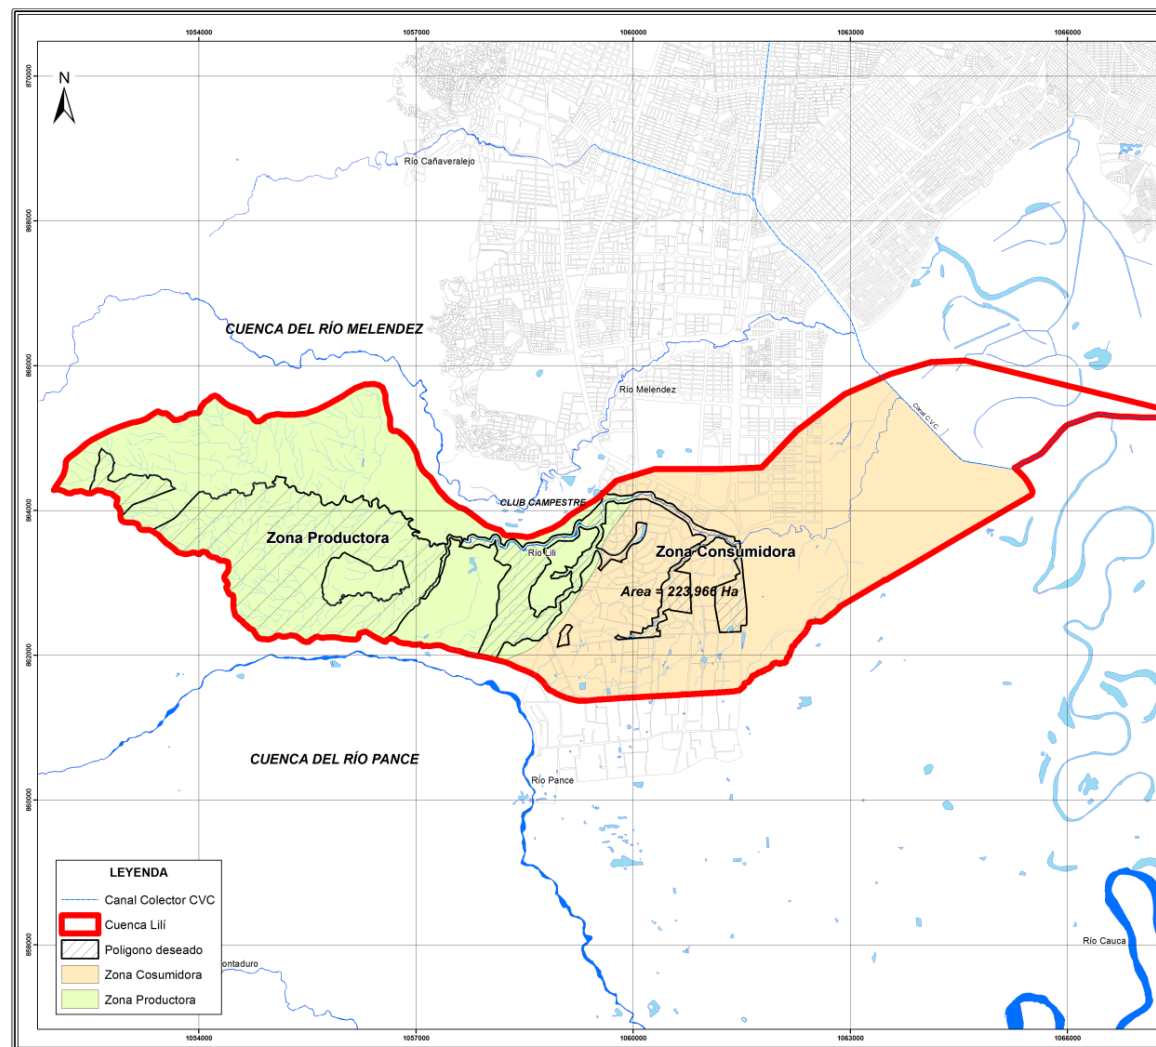 1054000 1057000 1060000 1063000 1066000
870000
N
Río Cañaveralejo
868000
CUENCA DEL RÍO MELENDEZ
866000
Río Melendez
Canal C.V.C.
CLUB CAMPESTRE
864000
Zona Productora
Río Lili
Zona Consumidora
Area = 223,966 Ha
862000
CUENCA DEL RÍO PANCE
Río Pance
860000
LEYENDA
Canal Colector CVC
Cuenca Lilí
Poligono deseado
Zona Cosumidora
Zona Productora
Río Cauca
858000
ontaduro
1054000 1057000 1060000 1063000 1066000